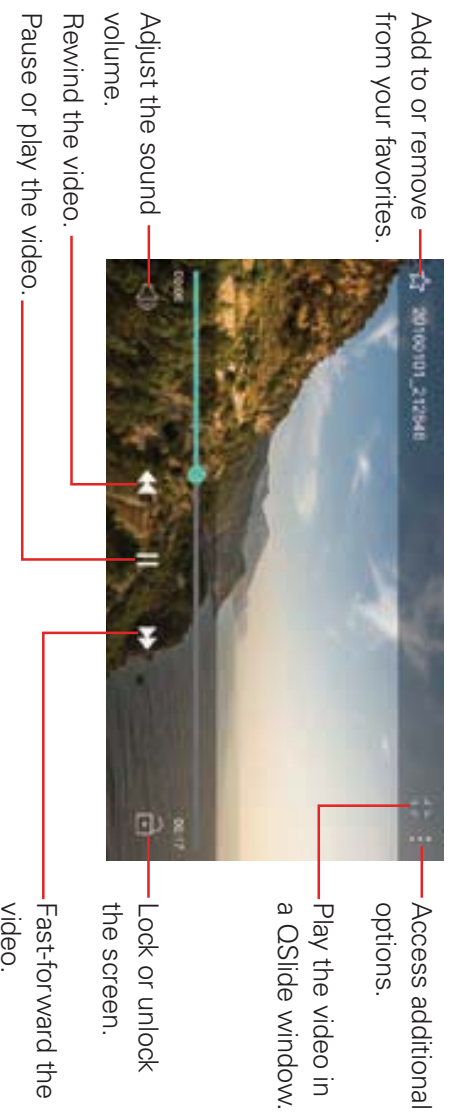 Add to or remove
from your favorites.
Access additional
options.
Play the video in
a QSlide window.
20160101_212648
00:06
00:17
Adjust the sound
volume.
Rewind the video.
Pause or play the video.
Lock or unlock
the screen.
Fast-forward the
video.